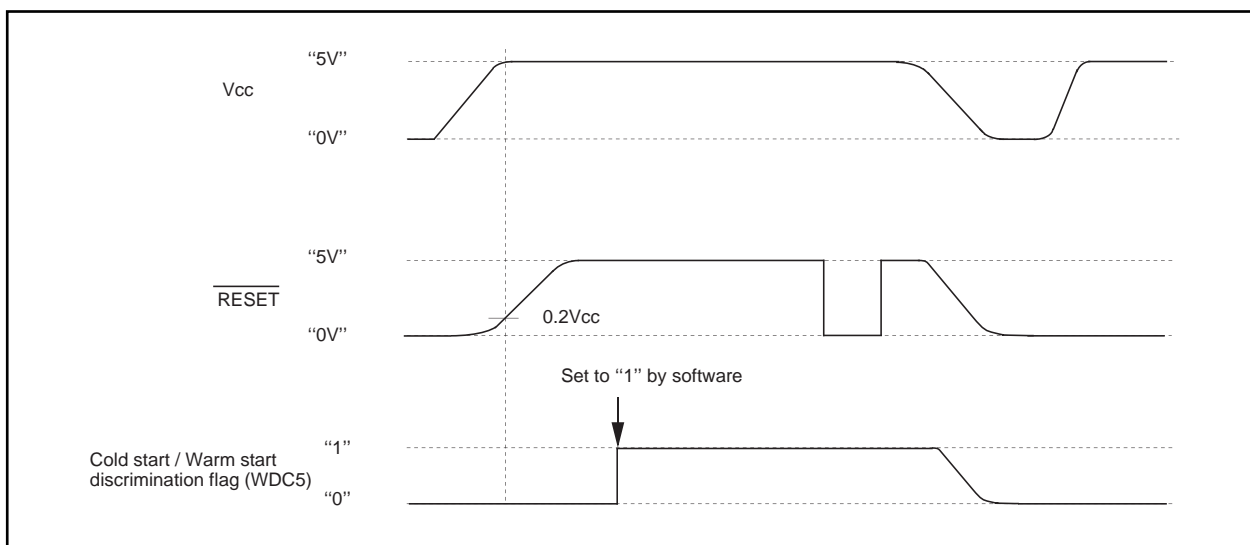 “5V”
Vcc
“0V”
“5V”
RESET
0.2Vcc
“0V”
Set to “1” by software
“1”
Cold start / Warm start
discrimination flag (WDC5)
“0”